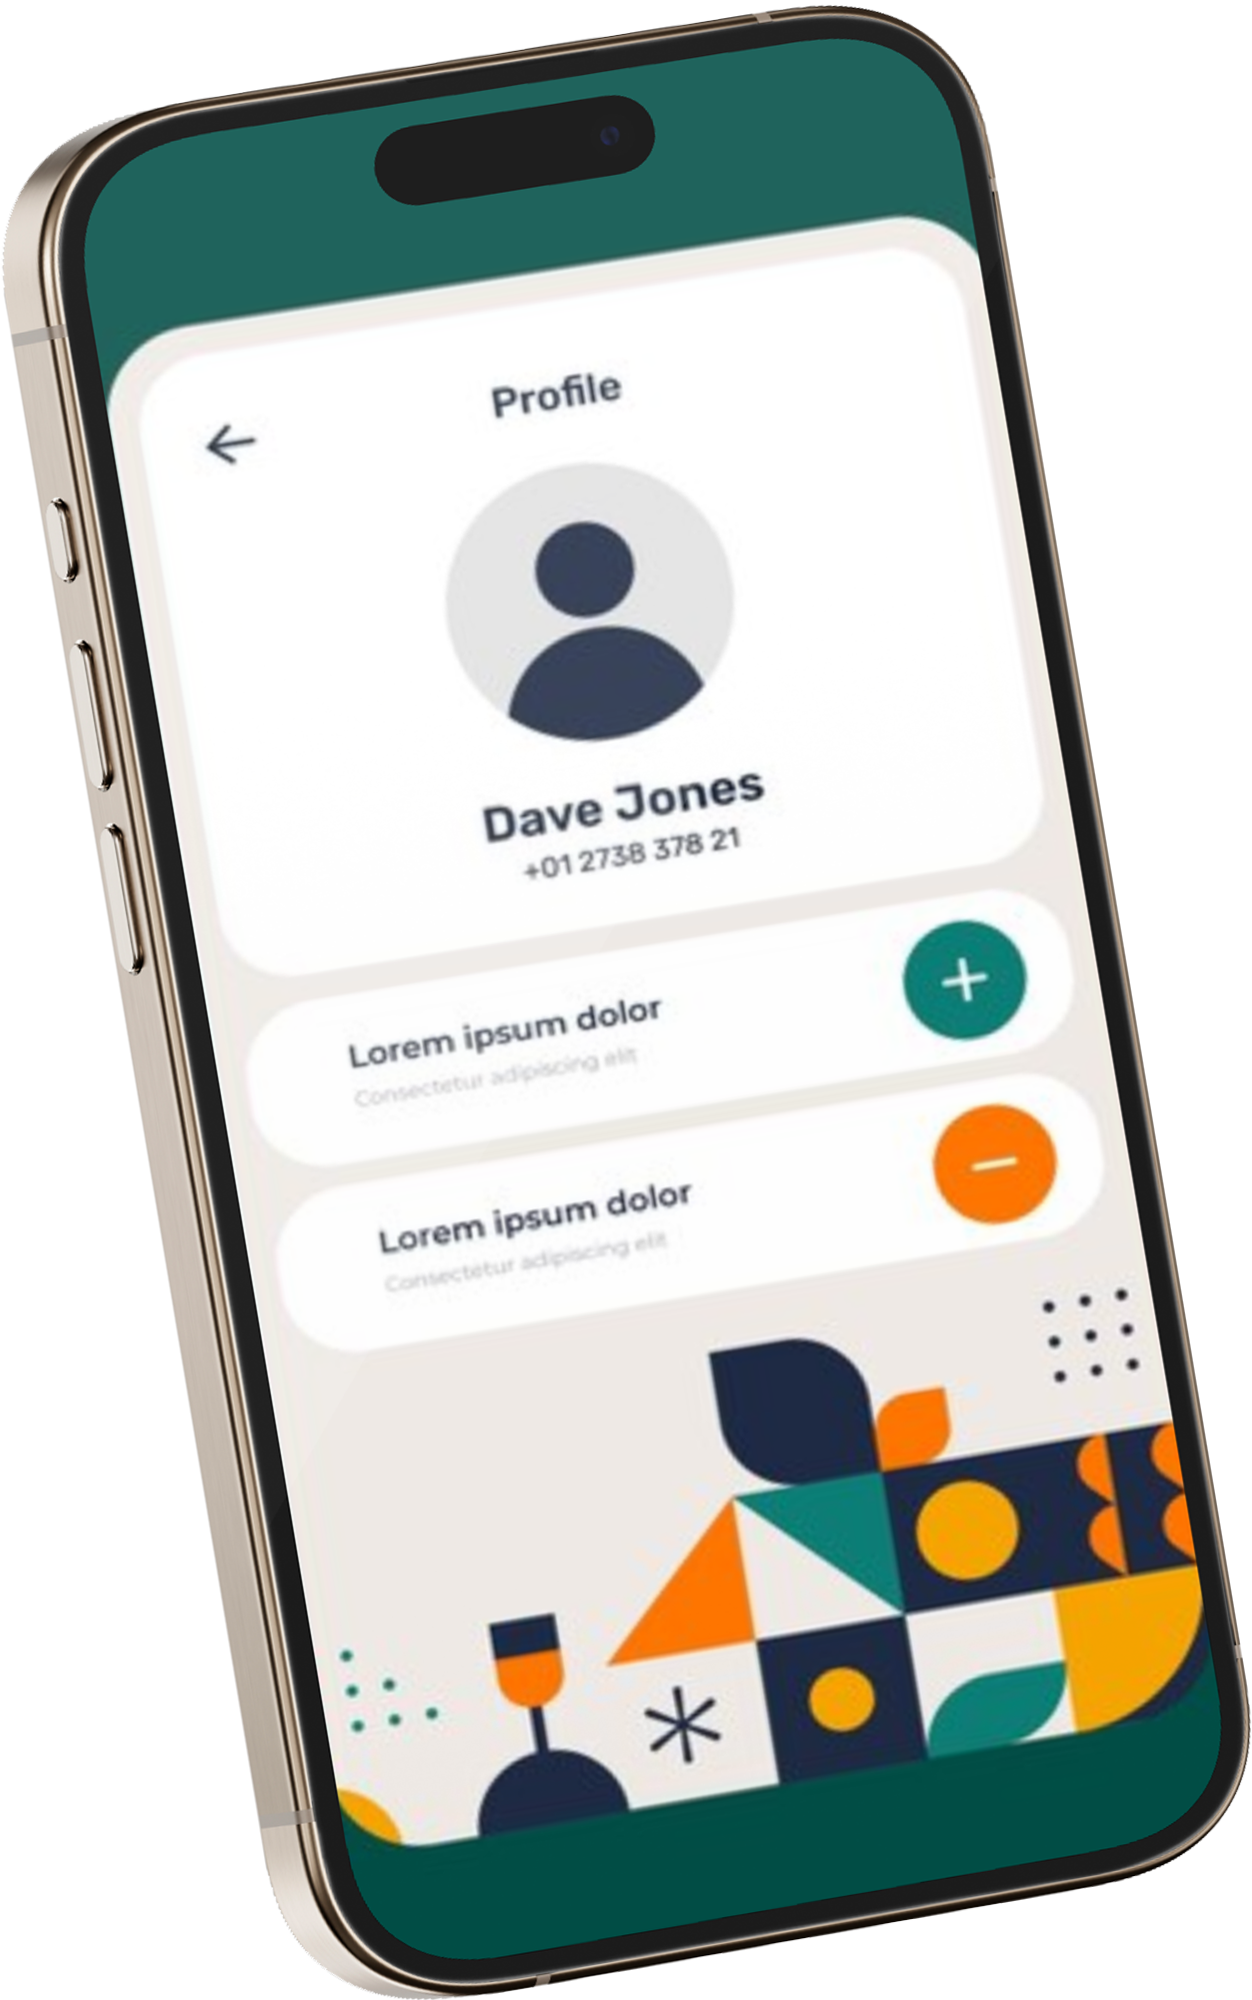 Profile
Dave Jones
+01 2738 378 21
Lorem ipsum dolor
Consectetur adipiscing elit
Lorem ipsum dolor
Consectetur adipiscing elit